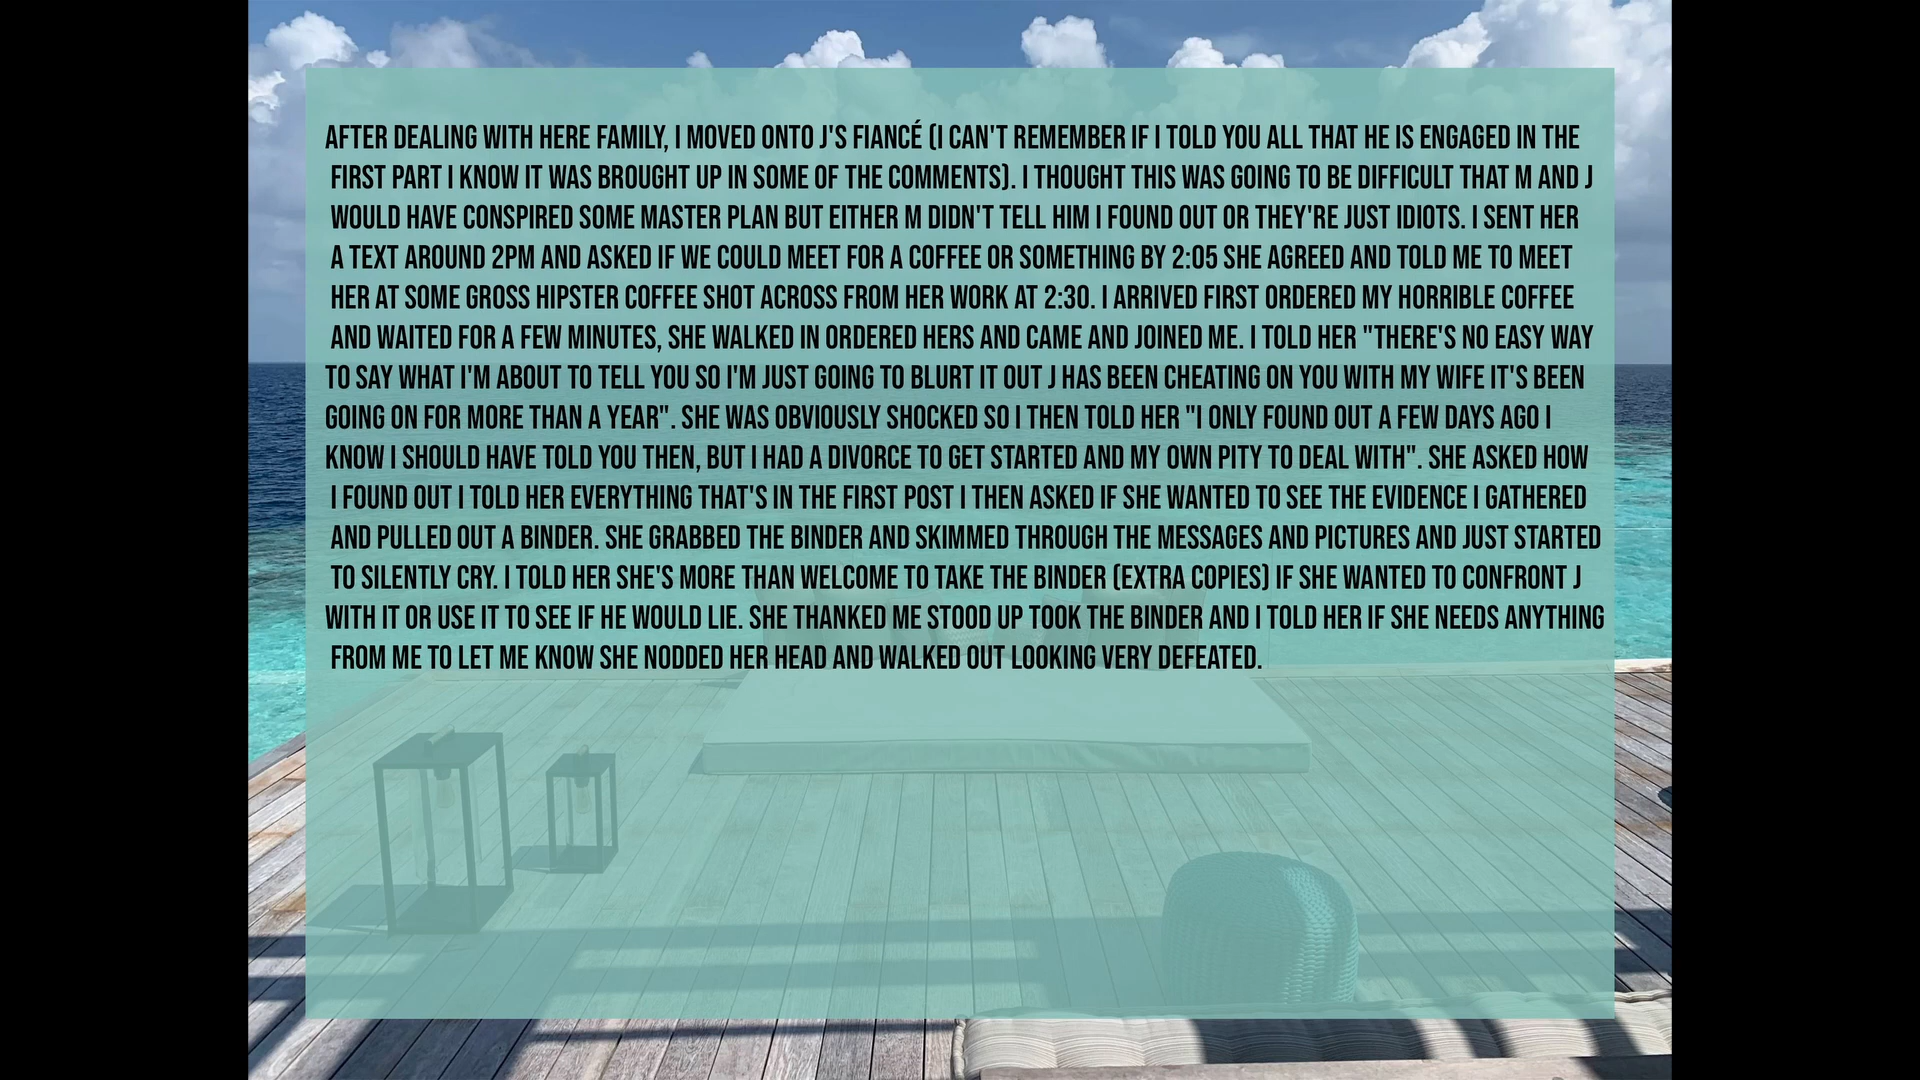 AFTER DEALING WITH HERE FAMILY, I MOVED ONTO J'S FIANCÉ (I CAN'T REMEMBER IF I TOLD YOU ALL THAT HE IS ENGAGED IN THE
FIRST PART I KNOW IT WAS BROUGHT UP IN SOME OF THE COMMENTS). I THOUGHT THIS WAS GOING TO BE DIFFICULT THAT M AND J
WOULD HAVE CONSPIRED SOME MASTER PLAN BUT EITHER M DIDN'T TELL HIM I FOUND OUT OR THEY'RE JUST IDIOTS. I SENT HER
A TEXT AROUND 2PM AND ASKED IF WE COULD MEET FOR A COFFEE OR SOMETHING BY 2:05 SHE AGREED AND TOLD ME TO MEET
HER AT SOME GROSS HIPSTER COFFEE SHOT ACROSS FROM HER WORK AT 2:30. I ARRIVED FIRST ORDERED MY HORRIBLE COFFEE
AND WAITED FOR A FEW MINUTES, SHE WALKED IN ORDERED HERS AND CAME AND JOINED ME. I TOLD HER "THERE'S NO EASY WAY
TO SAY WHAT I'M ABOUT TO TELL YOU SO I'M JUST GOING TO BLURT IT OUT J HAS BEEN CHEATING ON YOU WITH MY WIFE IT'S BEEN
GOING ON FOR MORE THAN A YEAR". SHE WAS OBVIOUSLY SHOCKED SO I THEN TOLD HER "I ONLY FOUND OUT A FEW DAYS AGO I
KNOW I SHOULD HAVE TOLD YOU THEN, BUT I HAD A DIVORCE TO GET STARTED AND MY OWN PITY TO DEAL WITH". SHE ASKED HOW
I FOUND OUT I TOLD HER EVERYTHING THAT'S IN THE FIRST POST I THEN ASKED IF SHE WANTED TO SEE THE EVIDENCE I GATHERED
AND PULLED OUT A BINDER. SHE GRABBED THE BINDER AND SKIMMED THROUGH THE MESSAGES AND PICTURES AND JUST STARTED
TO SILENTLY CRY. I TOLD HER SHE'S MORE THAN WELCOME TO TAKE THE BINDER (EXTRA COPIES) IF SHE WANTED TO CONFRONT J
WITH IT OR USE IT TO SEE IF HE WOULD LIE. SHE THANKED ME STOOD UP TOOK THE BINDER AND I TOLD HER IF SHE NEEDS ANYTHING
FROM ME TO LET ME KNOW SHE NODDED HER HEAD AND WALKED OUT LOOKING VERY DEFEATED.